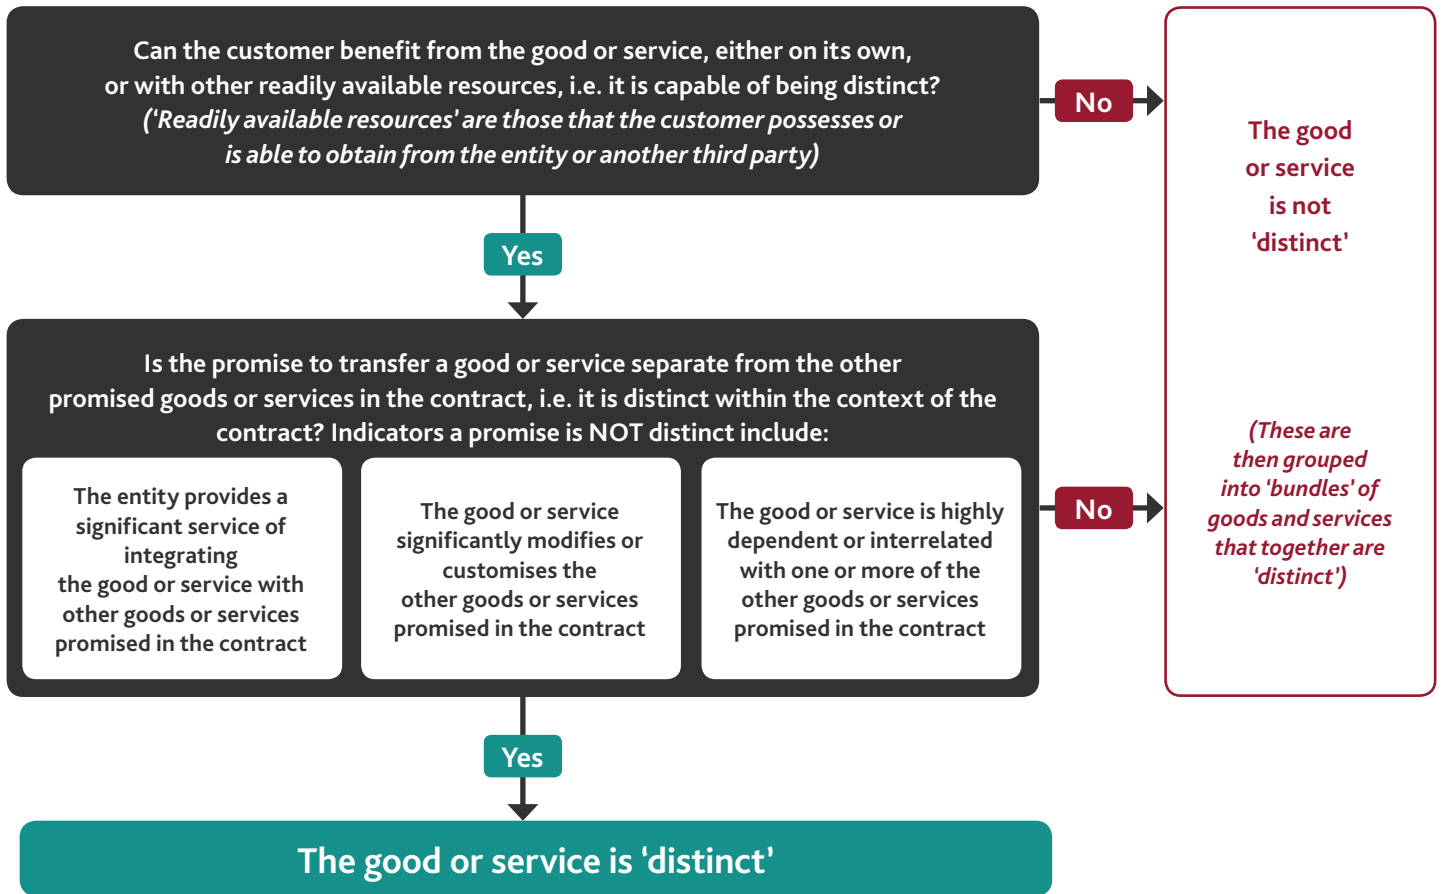 Can the customer benefit from the good or service, either on its own,
or with other readily available resources, i.e. it is capable of being distinct?
(‘Readily available resources’ are those that the customer possesses or
is able to obtain from the entity or another third party)
No
The good
or service
is not
‘distinct’
Yes
Is the promise to transfer a good or service separate from the other
promised goods or services in the contract, i.e. it is distinct within the context of the
contract? Indicators a promise is NOT distinct include:
The entity provides a
significant service of
integrating
the good or service with
other goods or services
promised in the contract
The good or service
significantly modifies or
customises the
other goods or services
promised in the contract
The good or service is highly
dependent or interrelated
with one or more of the
other goods or services
promised in the contract
No
(These are
then grouped
into ‘bundles’ of
goods and services
that together are
‘distinct’)
Yes
The good or service is ‘distinct’